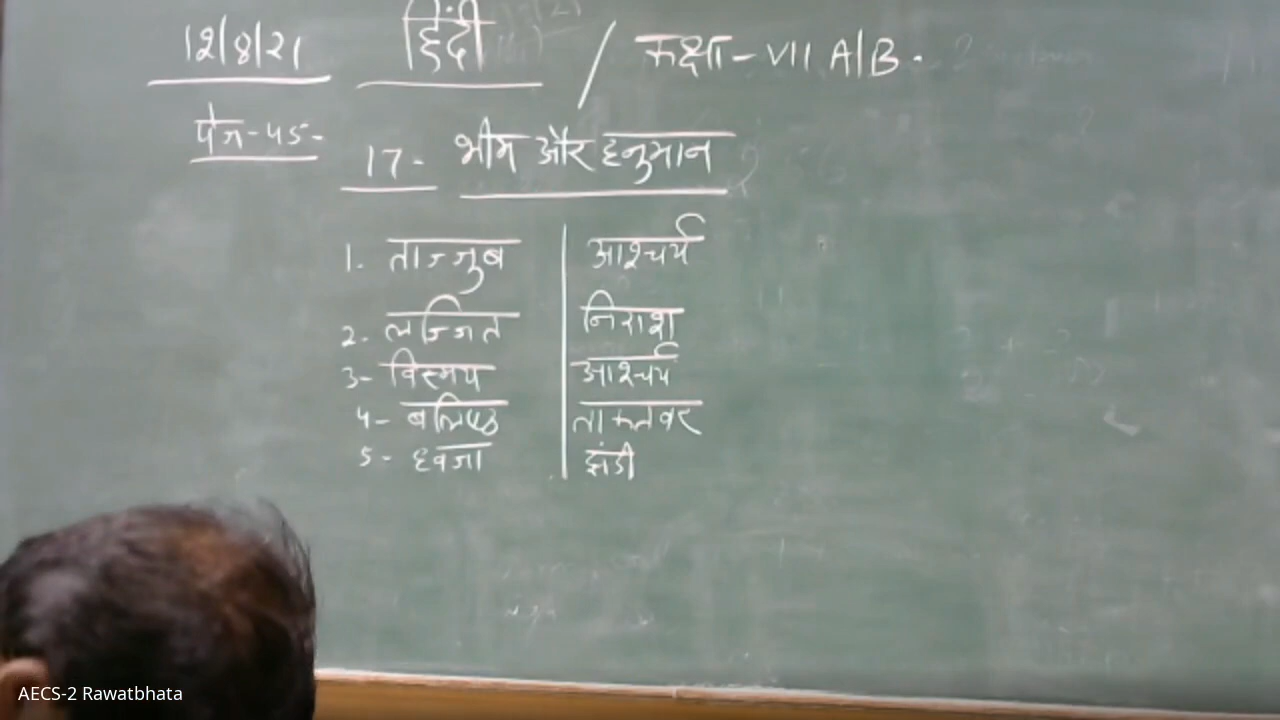 12/8/21 हिंदी / कक्षा - VII A/B.
पेज - 45 -
17 - भीम और हनुमान
1. ताज्जुब | आश्चर्य
2. लज्जित | निराश
3 - विस्मय | आश्चर्य
4 - बलिष्ठ | ताकतवर
5 - ध्वजा | झंडी
AECS-2 Rawatbhata